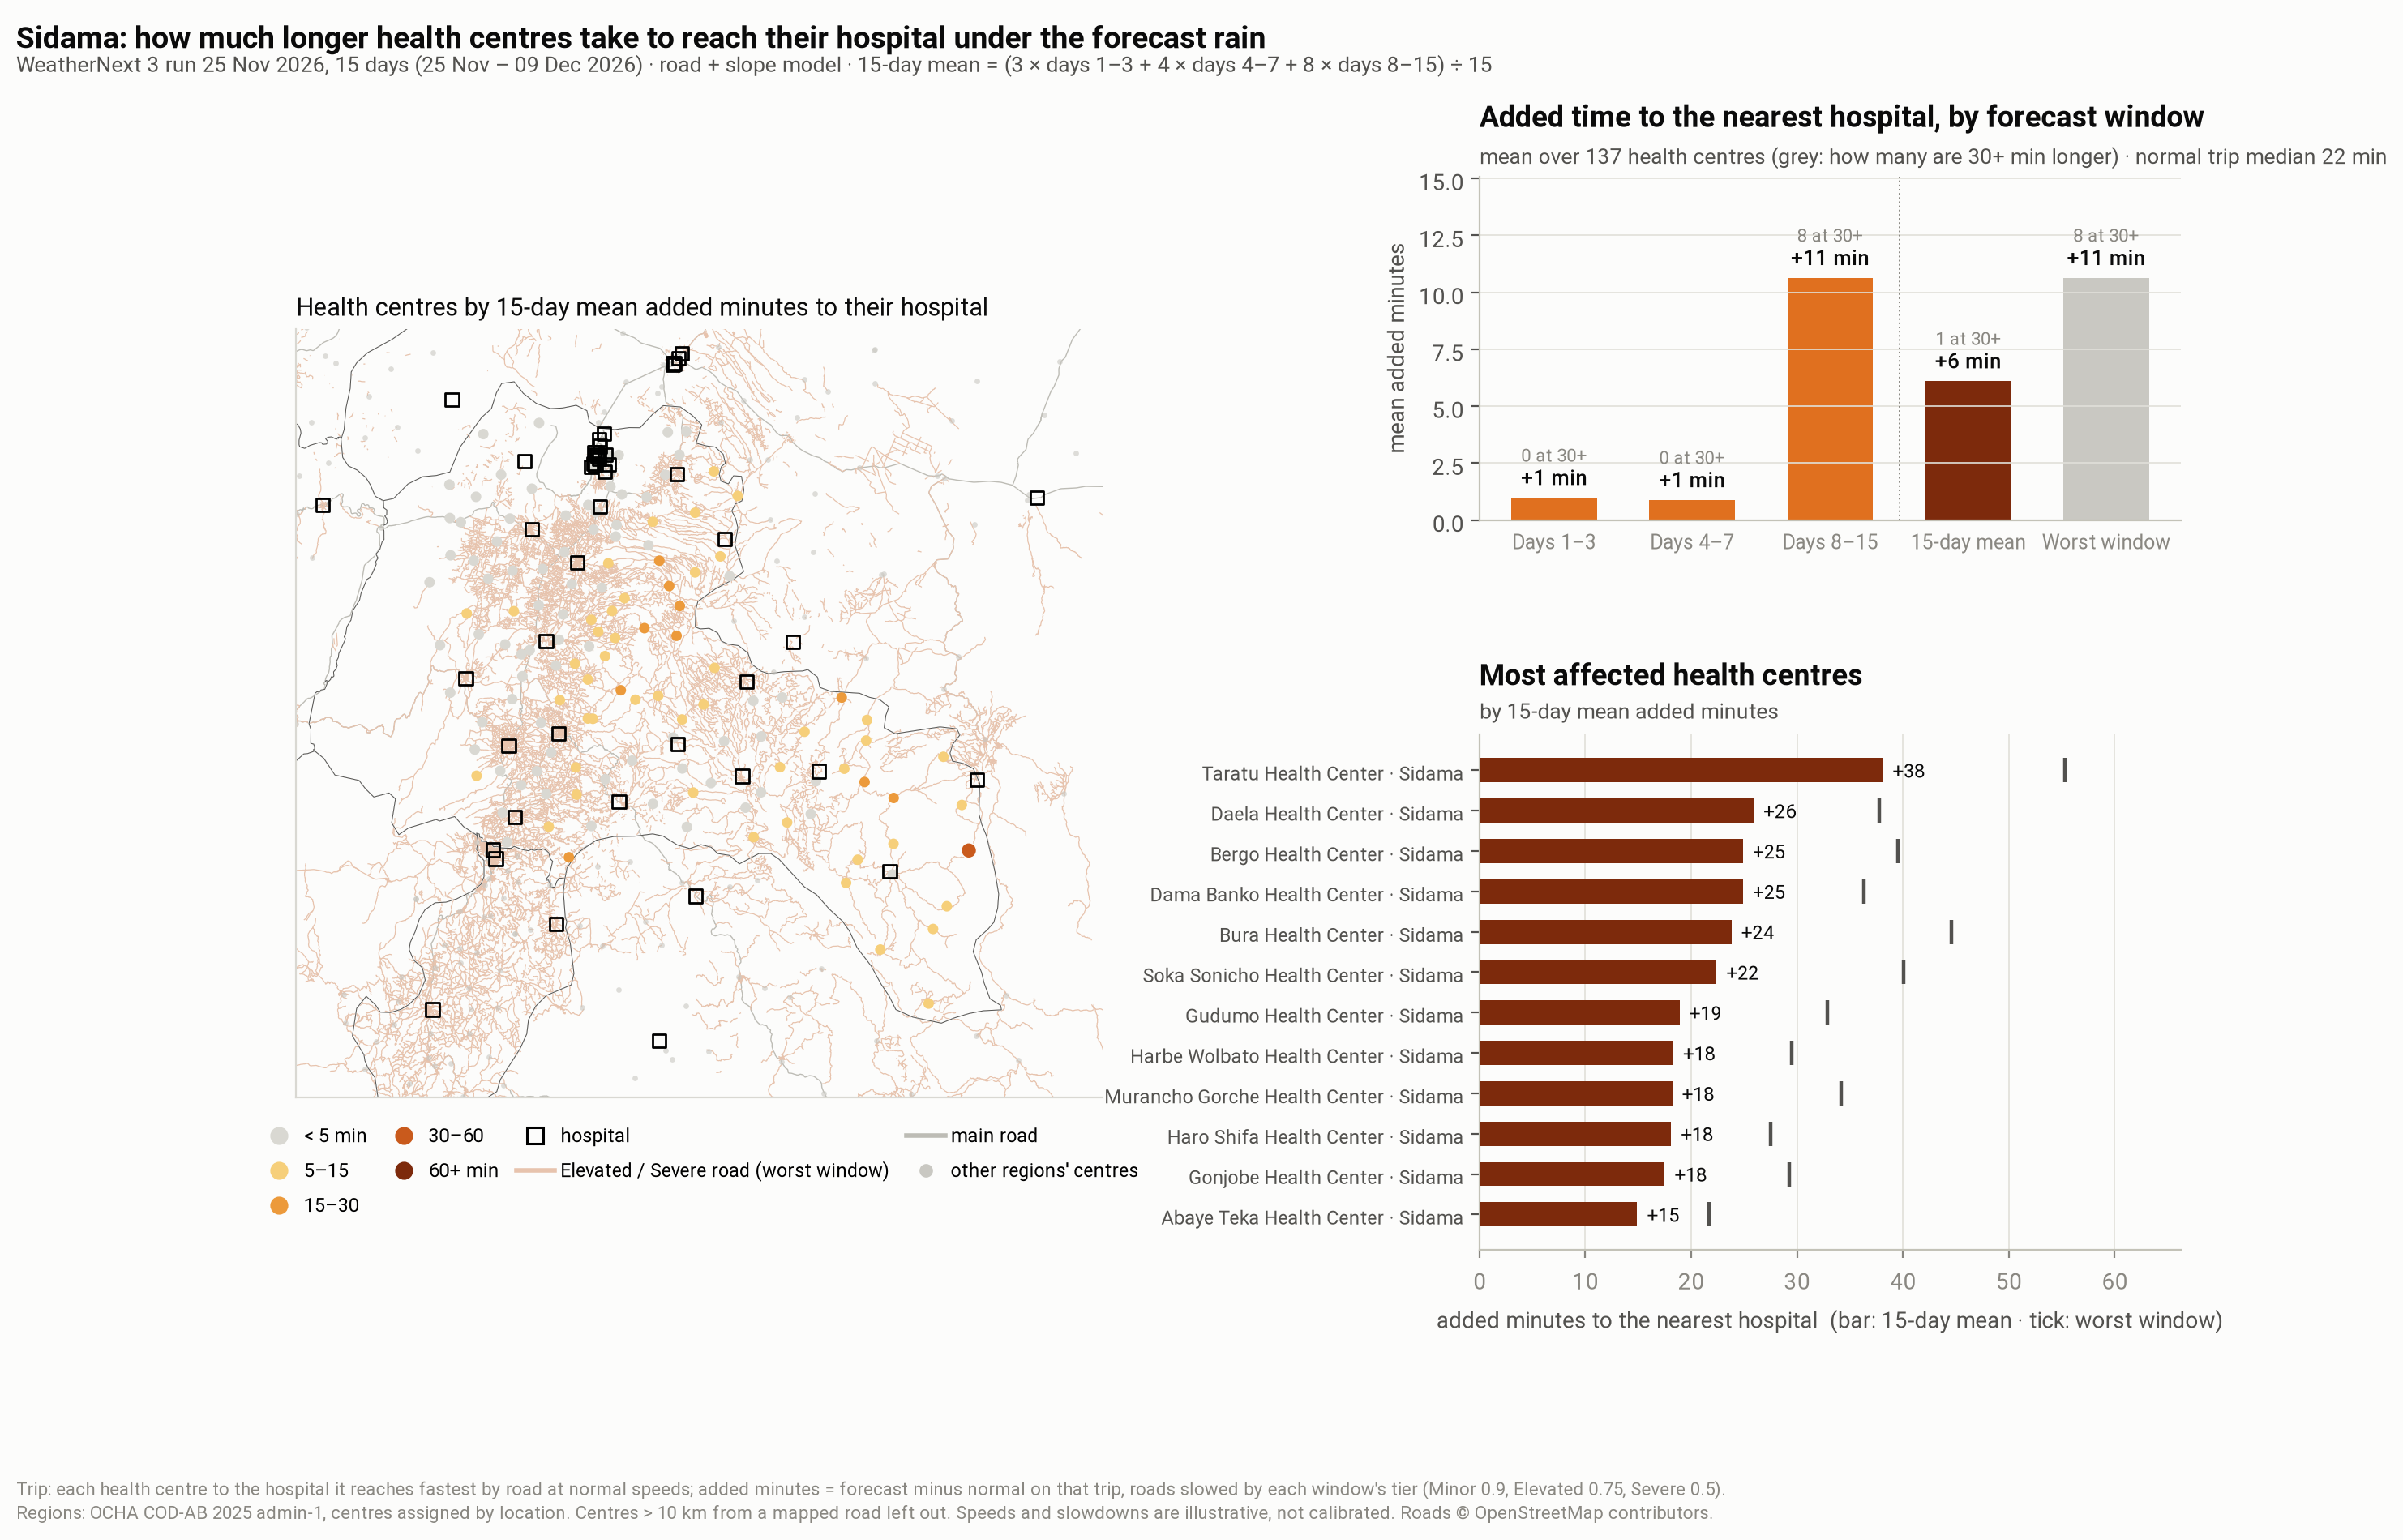 Sidama: how much longer health centres take to reach their hospital under the forecast rain
WeatherNext 3 run 25 Nov 2026, 15 days (25 Nov – 09 Dec 2026) · road + slope model · 15-day mean = (3 × days 1–3 + 4 × days 4–7 + 8 × days 8–15) ÷ 15
Health centres by 15-day mean added minutes to their hospital
< 5 min
5–15
15–30
30–60
60+ min
hospital
Elevated / Severe road (worst window)
main road
other regions' centres
Added time to the nearest hospital, by forecast window
mean over 137 health centres (grey: how many are 30+ min longer) · normal trip median 22 min
mean added minutes
15.0
12.5
10.0
7.5
5.0
2.5
0.0
0 at 30+
+1 min
0 at 30+
+1 min
8 at 30+
+11 min
1 at 30+
+6 min
8 at 30+
+11 min
Days 1–3
Days 4–7
Days 8–15
15-day mean
Worst window
Most affected health centres
by 15-day mean added minutes
Taratu Health Center · Sidama +38
Daela Health Center · Sidama +26
Bergo Health Center · Sidama +25
Dama Banko Health Center · Sidama +25
Bura Health Center · Sidama +24
Soka Sonicho Health Center · Sidama +22
Gudumo Health Center · Sidama +19
Harbe Wolbato Health Center · Sidama +18
Murancho Gorche Health Center · Sidama +18
Haro Shifa Health Center · Sidama +18
Gonjobe Health Center · Sidama +18
Abaye Teka Health Center · Sidama +15
0 10 20 30 40 50 60
added minutes to the nearest hospital (bar: 15-day mean · tick: worst window)
Trip: each health centre to the hospital it reaches fastest by road at normal speeds; added minutes = forecast minus normal on that trip, roads slowed by each window's tier (Minor 0.9, Elevated 0.75, Severe 0.5).
Regions: OCHA COD-AB 2025 admin-1, centres assigned by location. Centres > 10 km from a mapped road left out. Speeds and slowdowns are illustrative, not calibrated. Roads © OpenStreetMap contributors.